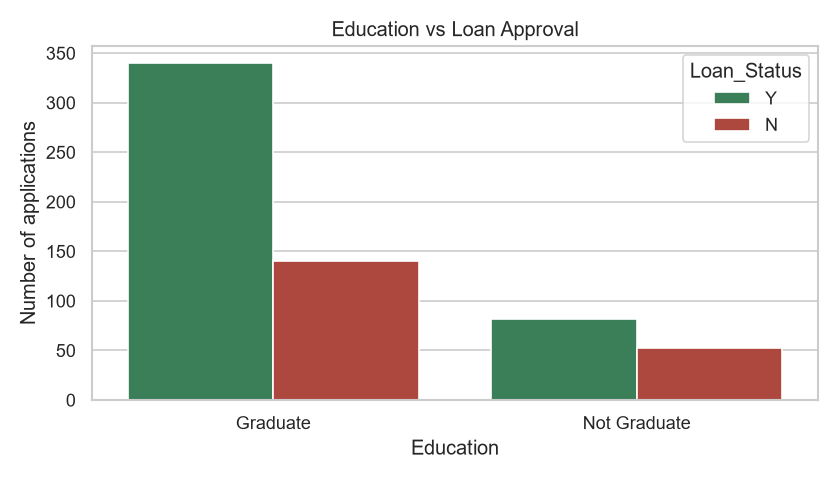 Education vs Loan Approval
Loan_Status
Y
N
Number of applications
350
300
250
200
150
100
50
0
Graduate
Not Graduate
Education